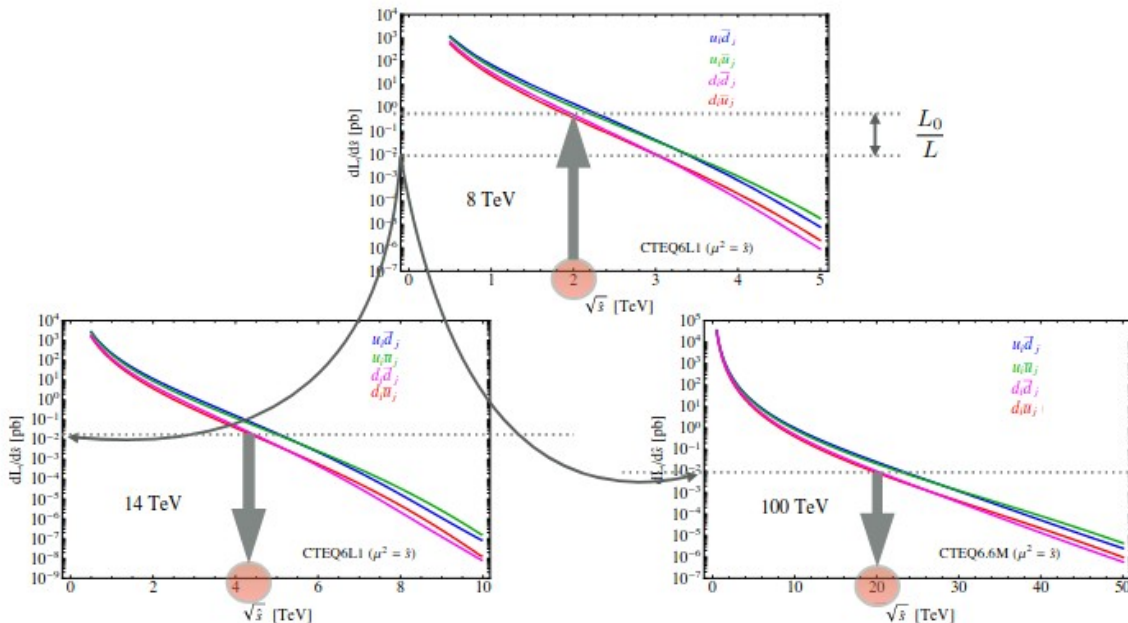 dL/dŝ [pb]
10⁴
10³
10²
10¹
10⁰
10⁻¹
10⁻²
10⁻³
10⁻⁴
10⁻⁵
10⁻⁶
10⁻⁷
u_i d̄_j
u_i ū_j
d_i d̄_j
d_i ū_j
L₀
L
8 TeV
CTEQ6L1 (μ² = ŝ)
0 1 2 3 4 5
√ŝ [TeV]
dL/dŝ [pb]
10⁴
10³
10²
10¹
10⁰
10⁻¹
10⁻²
10⁻³
10⁻⁴
10⁻⁵
10⁻⁶
10⁻⁷
10⁻⁸
10⁻⁹
u_i d̄_j
u_i ū_j
d_i d̄_j
d_i ū_j
14 TeV
CTEQ6L1 (μ² = ŝ)
0 2 4 6 8 10
√ŝ [TeV]
dL/dŝ [pb]
10⁵
10⁴
10³
10²
10¹
10⁰
10⁻¹
10⁻²
10⁻³
10⁻⁴
10⁻⁵
10⁻⁶
10⁻⁷
u_i d̄_j
u_i ū_j
d_i d̄_j
d_i ū_j
100 TeV
CTEQ6.6M (μ² = ŝ)
0 10 20 30 40 50
√ŝ [TeV]